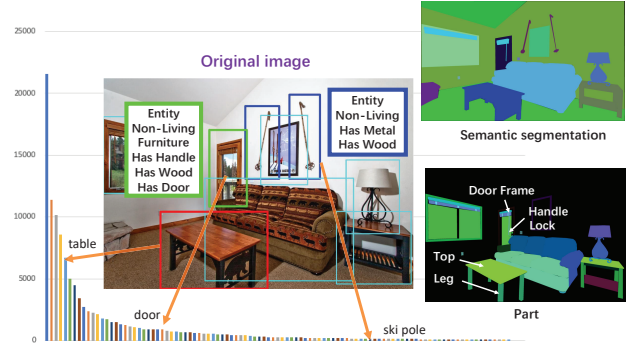 25000
Original image
20000
Entity
Non-Living
Furniture
Has Handle
Has Wood
Has Door
Entity
Non-Living
Has Metal
Has Wood
Semantic segmentation
15000
10000
Door Frame
Handle
Lock
table
Top
5000
Leg
door
ski pole
Part
0